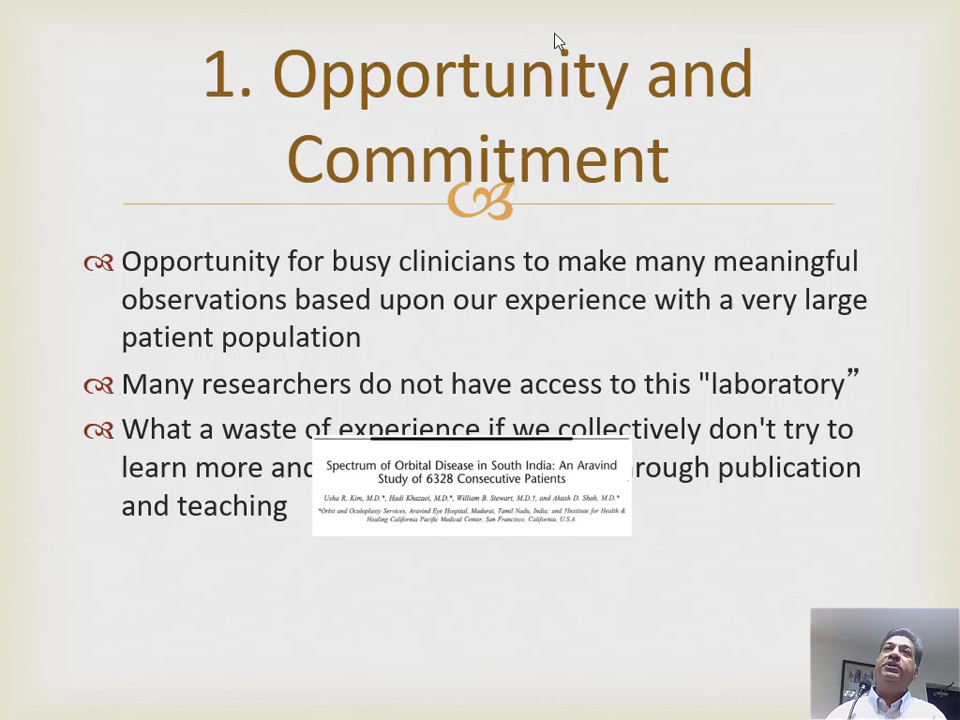 1. Opportunity and
Commitment
Opportunity for busy clinicians to make many meaningful
observations based upon our experience with a very large
patient population
Many researchers do not have access to this "laboratory”
What a waste of experience if we collectively don't try to
learn more and rough publication
and teaching
Spectrum of Orbital Disease in South India: An Aravind
Study of 6328 Consecutive Patients
Usha R. Kim, M.D.*, Hadi Khazaei, M.D.*, William B. Stewart, M.D.†, and Akash D. Shah, M.D.*
*Orbit and Oculoplasty Services, Aravind Eye Hospital, Madurai, Tamil Nadu, India; and †Institute for Health &
Healing California Pacific Medical Center, San Francisco, California, U.S.A.